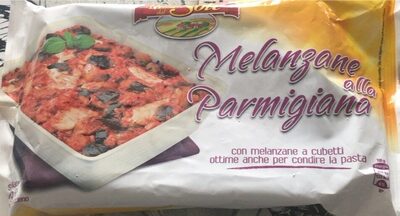 Melanzane
alla
Parmigiana
con melanzane a cubetti
ottime anche per condire la pasta